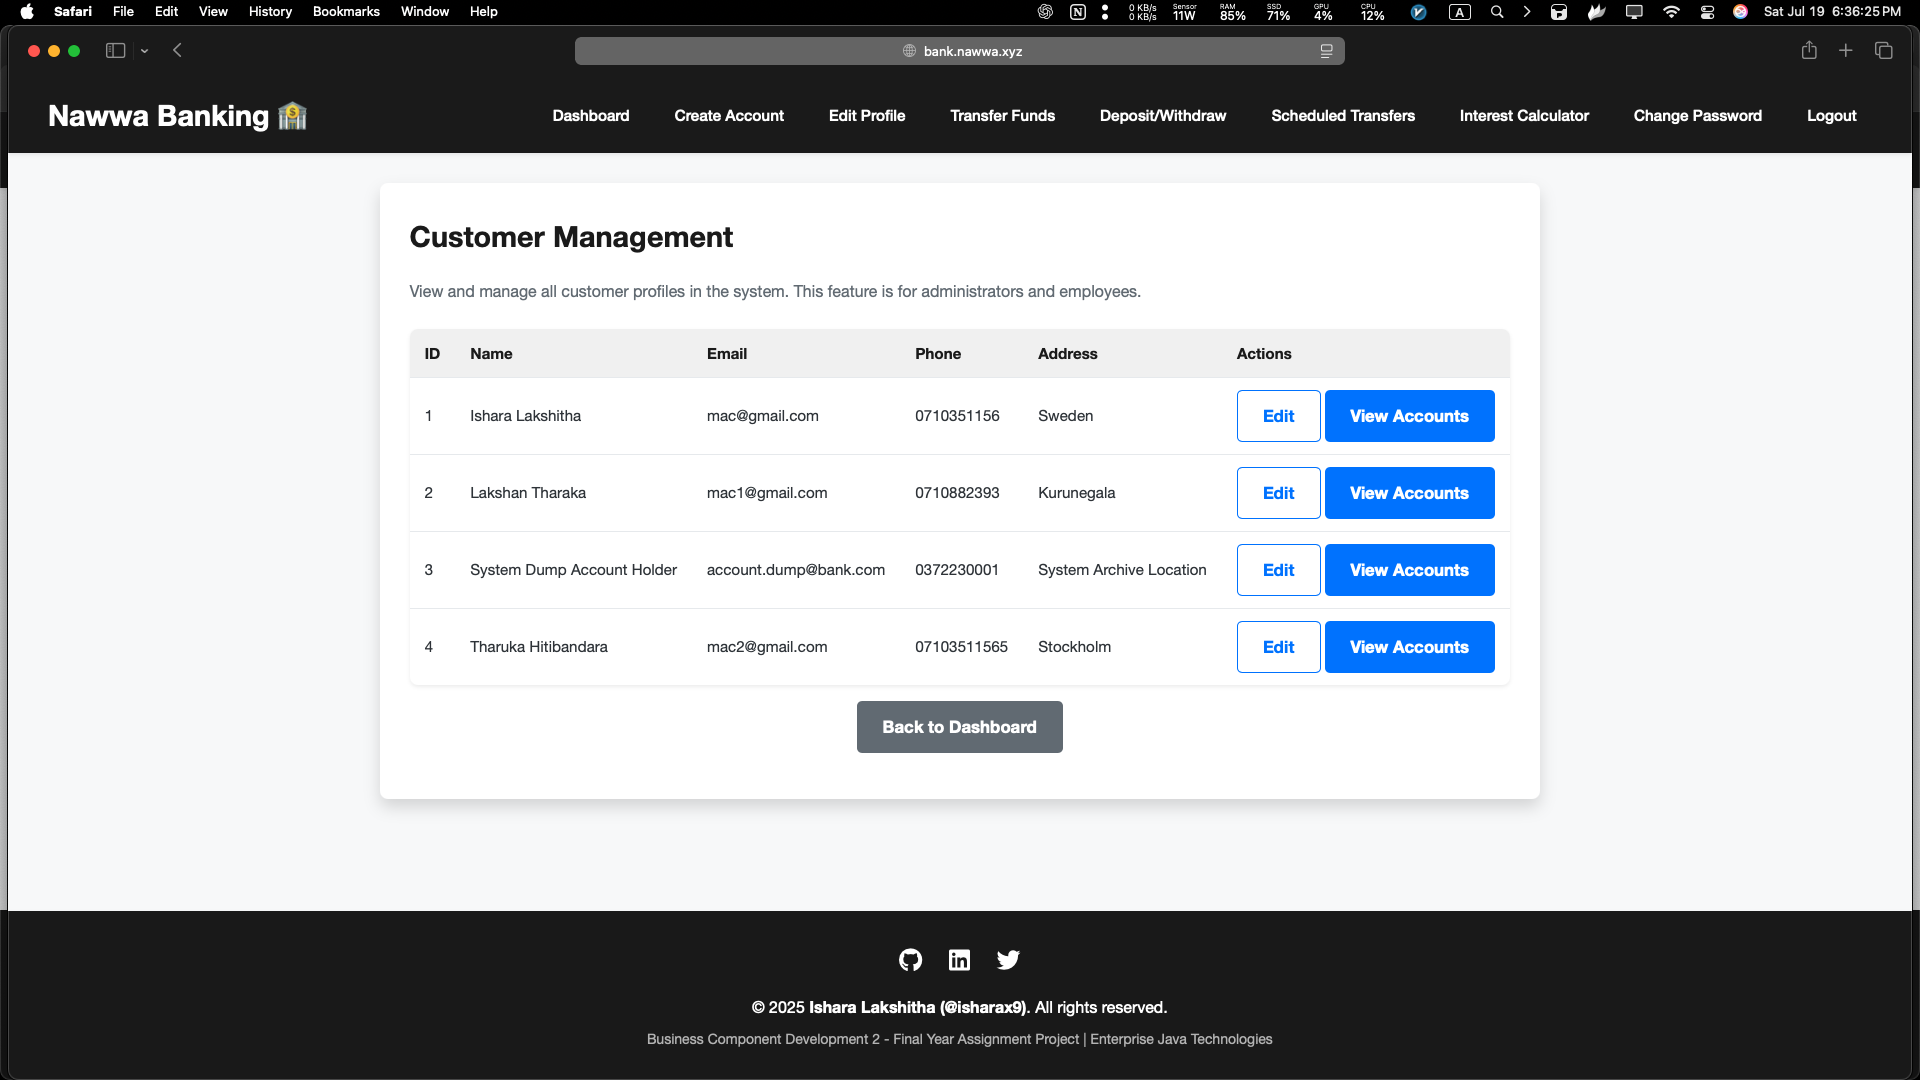 Safari File Edit View History Bookmarks Window Help 0 KB/s 0 KB/s Sensor 11W RAM 85% SSD 71% GPU 4% CPU 12% A Sat Jul 19 6:36:25 PM
bank.nawwa.xyz
Nawwa Banking Dashboard Create Account Edit Profile Transfer Funds Deposit/Withdraw Scheduled Transfers Interest Calculator Change Password Logout
Customer Management
View and manage all customer profiles in the system. This feature is for administrators and employees.
ID Name Email Phone Address Actions
1 Ishara Lakshitha mac@gmail.com 0710351156 Sweden Edit View Accounts
2 Lakshan Tharaka mac1@gmail.com 0710882393 Kurunegala Edit View Accounts
3 System Dump Account Holder account.dump@bank.com 0372230001 System Archive Location Edit View Accounts
4 Tharuka Hitibandara mac2@gmail.com 07103511565 Stockholm Edit View Accounts
Back to Dashboard
© 2025 Ishara Lakshitha (@isharax9). All rights reserved.
Business Component Development 2 - Final Year Assignment Project | Enterprise Java Technologies